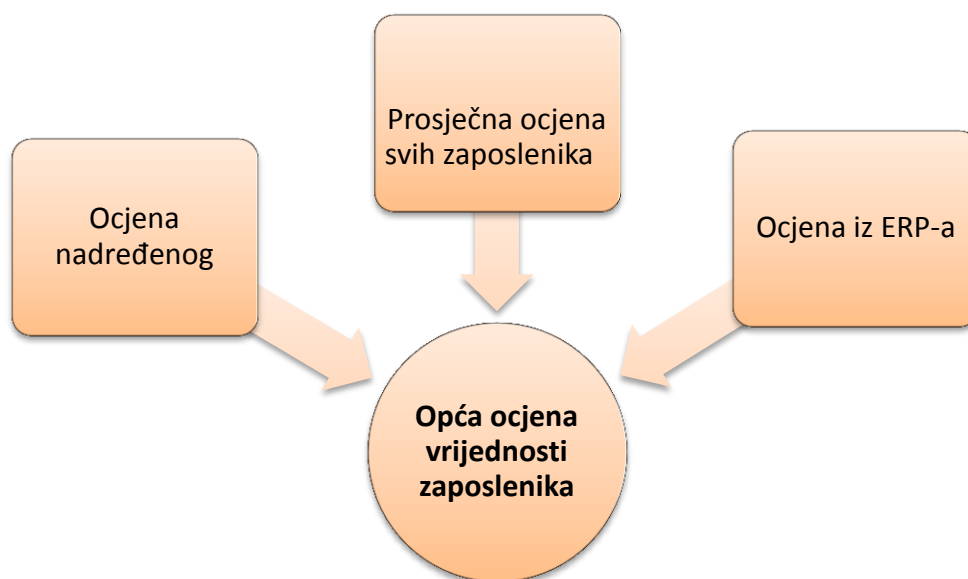 Prosječna ocjena
svih zaposlenika
Ocjena
nadređenog
Ocjena iz ERP-a
Opća ocjena
vrijednosti
zaposlenika